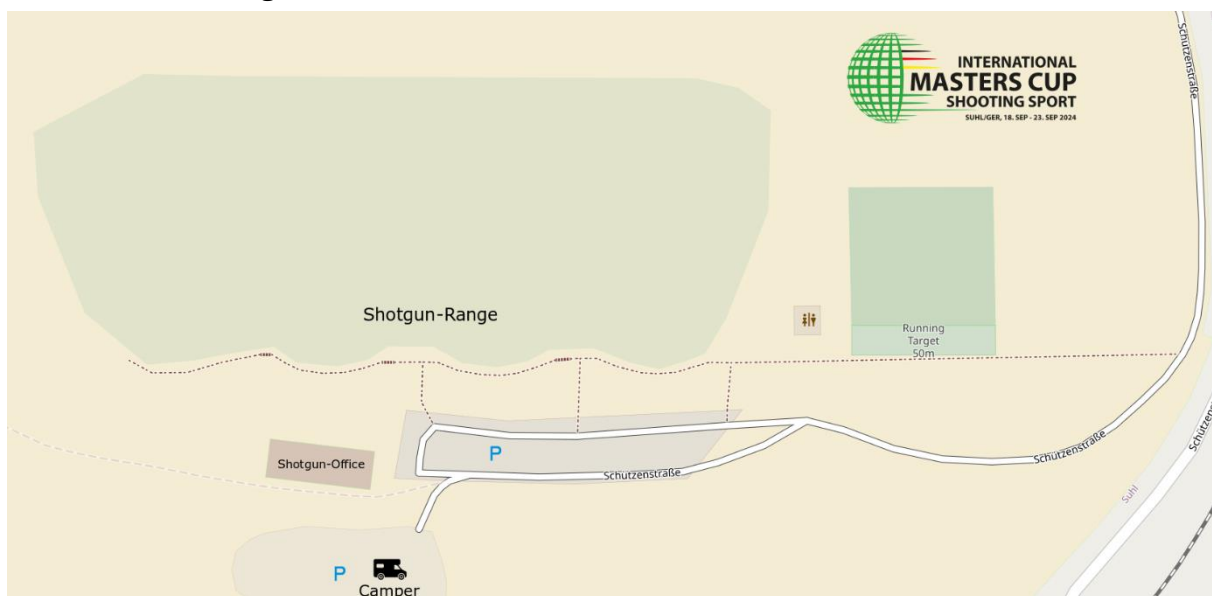 INTERNATIONAL
MASTERS CUP
SHOOTING SPORT
SUHL/GER, 18. SEP - 23. SEP 2024
Schützenstraße
Shotgun-Range
Running
Target
50m
Schützenstraße
Shotgun-Office
P
Schützenstraße
Suhl
P
Camper